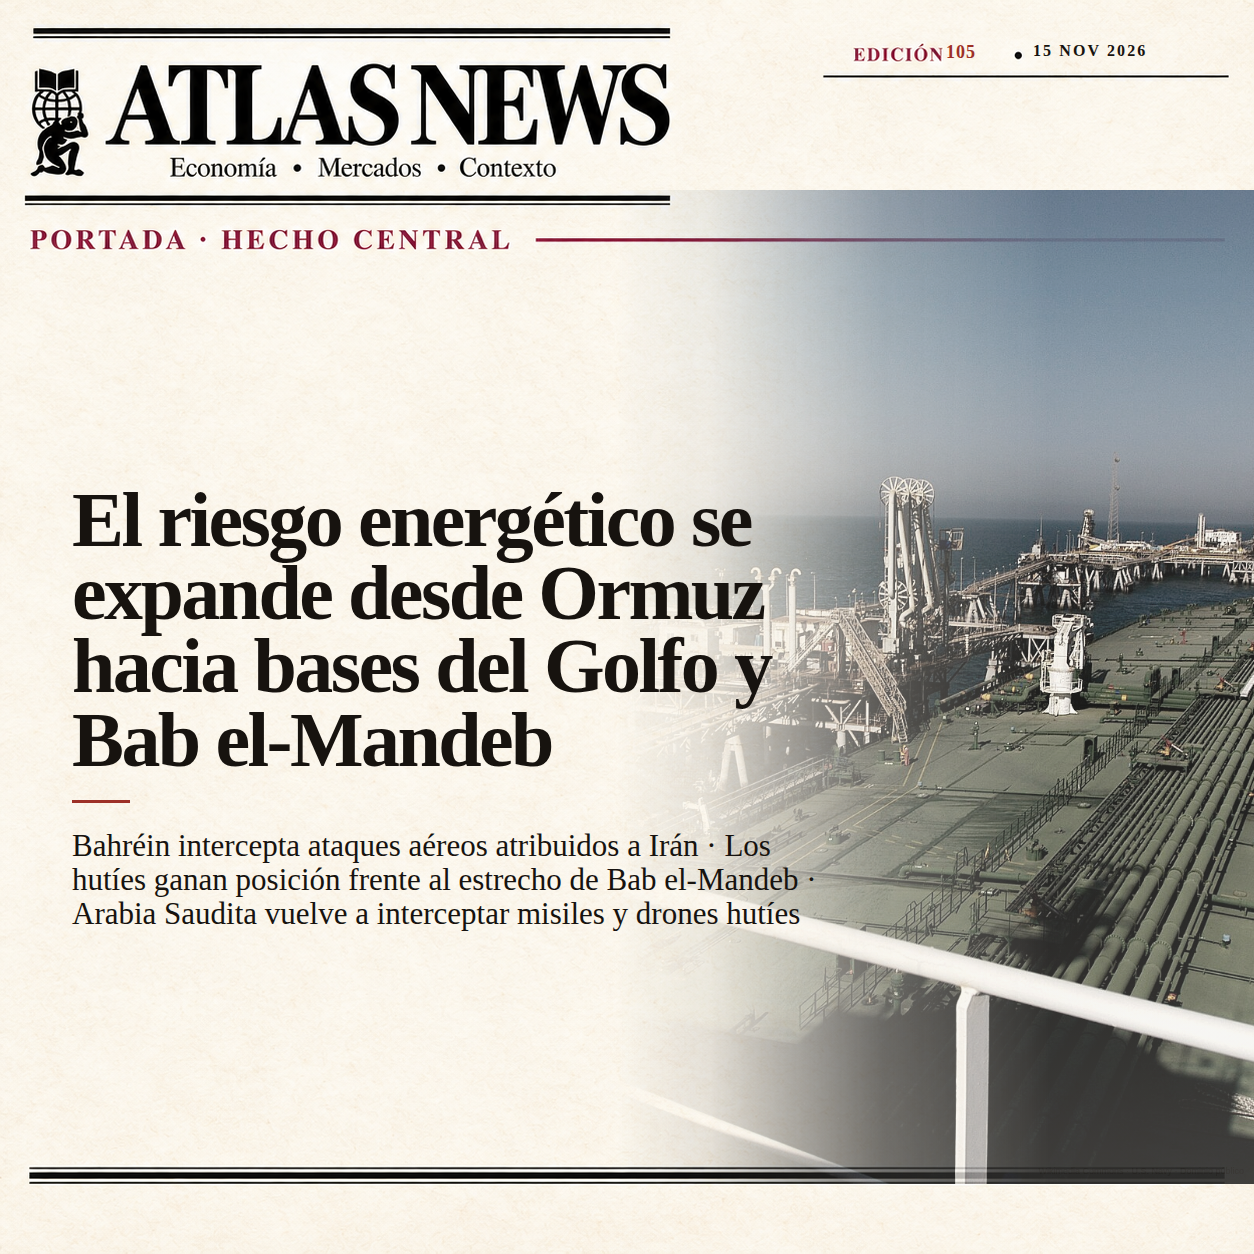 ATLAS NEWS
Economía • Mercados • Contexto
EDICIÓN 105 • 15 NOV 2026
PORTADA · HECHO CENTRAL
El riesgo energético se
expande desde Ormuz
hacia bases del Golfo y
Bab el-Mandeb
Bahréin intercepta ataques aéreos atribuidos a Irán · Los
hutíes ganan posición frente al estrecho de Bab el-Mandeb ·
Arabia Saudita vuelve a interceptar misiles y drones hutíes